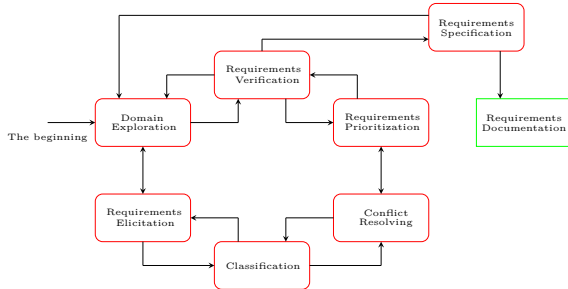 Requirements
Specification
Requirements
Verification
Domain
Exploration
Requirements
Prioritization
Requirements
Documentation
The beginning
Requirements
Elicitation
Conflict
Resolving
Classification